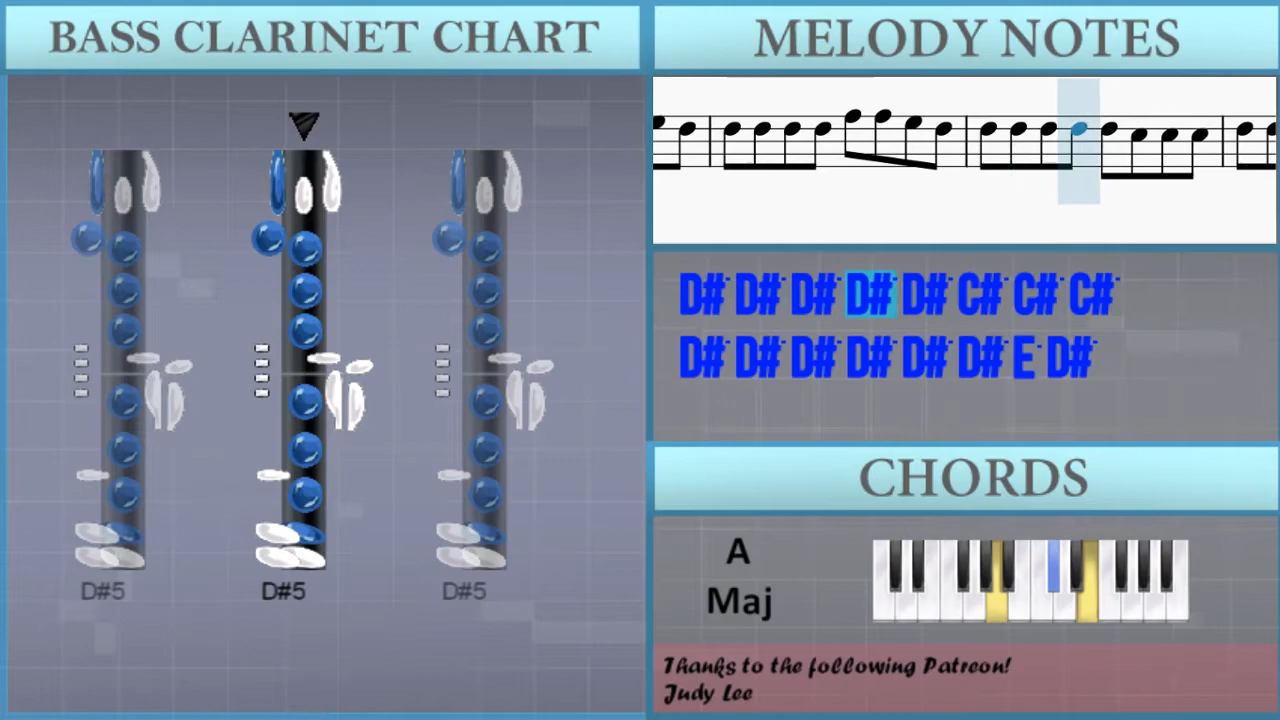 BASS CLARINET CHART
D#5 D#5 D#5
MELODY NOTES
D#- D#- D#- D#- D#- C#- C#- C#-
D#- D#- D#- D#- D#- D#- E- D#-
CHORDS
A
Maj
Thanks to the following Patreon!
Judy Lee